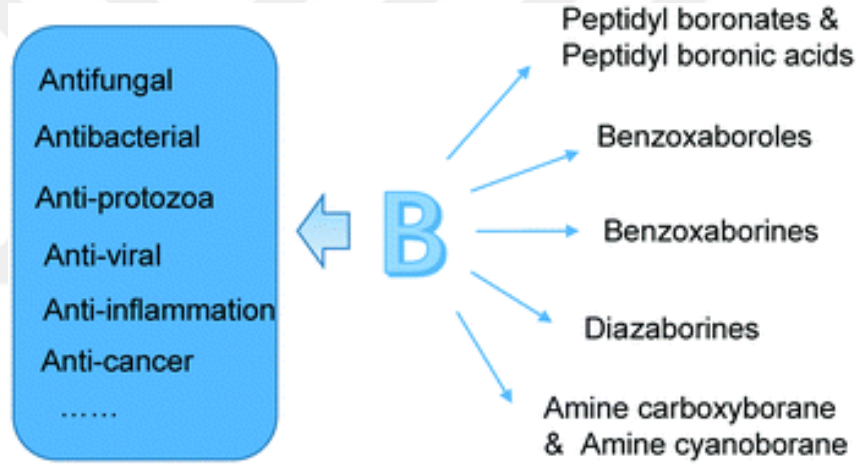 Antifungal
Antibacterial
Anti-protozoa
Anti-viral
Anti-inflammation
Anti-cancer
......
B
Peptidyl boronates &
Peptidyl boronic acids
Benzoxaboroles
Benzoxaborines
Diazaborines
Amine carboxyborane
& Amine cyanoborane